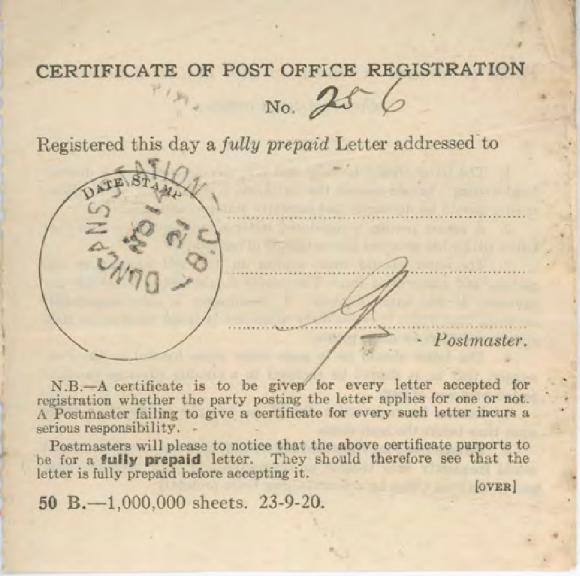 CERTIFICATE OF POST OFFICE REGISTRATION
No. 256
Registered this day a fully prepaid Letter addressed to
DATE STAMP
DUNCANS STATION - B.C.
21
Postmaster.
N.B.—A certificate is to be given for every letter accepted for
registration whether the party posting the letter applies for one or not.
A Postmaster failing to give a certificate for every such letter incurs a
serious responsibility.
Postmasters will please to notice that the above certificate purports to
be for a fully prepaid letter. They should therefore see that the
letter is fully prepaid before accepting it.
[OVER]
50 B.—1,000,000 sheets. 23-9-20.